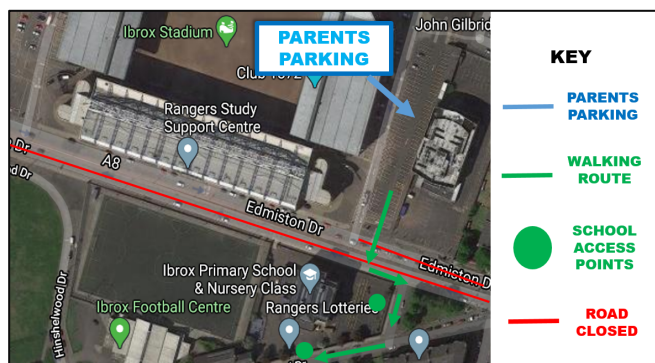 Ibrox Stadium
PARENTS
PARKING
John Gilbrid
Club 1872
Rangers Study
Support Centre
A8
Edmiston Dr
Edmiston D
Ibrox Primary School
& Nursery Class
Rangers Lotteries
Ibrox Football Centre
Hinshelwood Dr
KEY
PARENTS
PARKING
WALKING
ROUTE
SCHOOL
ACCESS
POINTS
ROAD
CLOSED